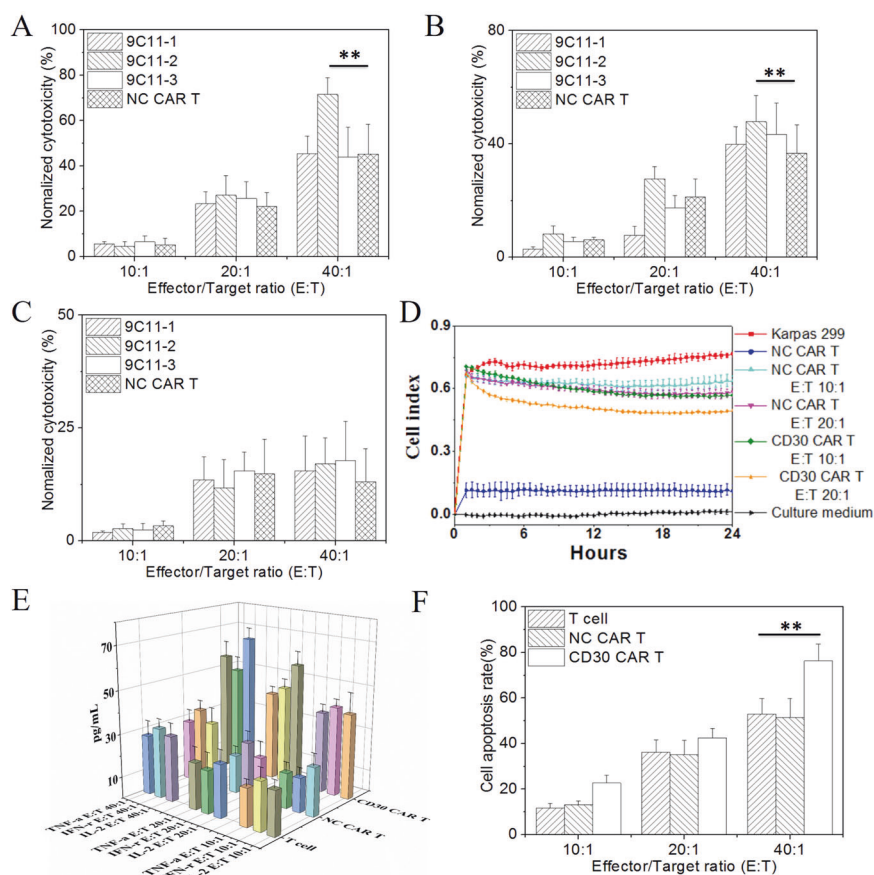 A
Nomalized cytotoxicity (%)
100
80
60
40
20
0
9C11-1
9C11-2
9C11-3
NC CAR T
**
10:1
20:1
40:1
Effector/Target ratio (E:T)
B
Nomalized cytotoxicity (%)
80
40
0
9C11-1
9C11-2
9C11-3
NC CAR T
**
10:1
20:1
40:1
Effector/Target ratio (E:T)
C
Nomalized cytotoxicity (%)
50
25
0
9C11-1
9C11-2
9C11-3
NC CAR T
10:1
20:1
40:1
Effector/Target ratio (E:T)
D
Cell index
0.9
0.6
0.3
0.0
0
6
12
18
24
Hours
Karpas 299
NC CAR T
NC CAR T
E:T 10:1
NC CAR T
E:T 20:1
CD30 CAR T
E:T 10:1
CD30 CAR T
E:T 20:1
Culture medium
E
pg/mL
70
50
30
10
TNF-a E:T 40:1
IFN-r E:T 40:1
IL-2 E:T 40:1
TNF-a E:T 20:1
IFN-r E:T 20:1
IL-2 E:T 20:1
TNF-a E:T 10:1
IFN-r E:T 10:1
-2 E:T 10:1
T cell
NC CAR T
CD30 CAR T
F
Cell apoptosis rate(%)
100
80
60
40
20
0
T cell
NC CAR T
CD30 CAR T
**
10:1
20:1
40:1
Effector/Target ratio (E:T)